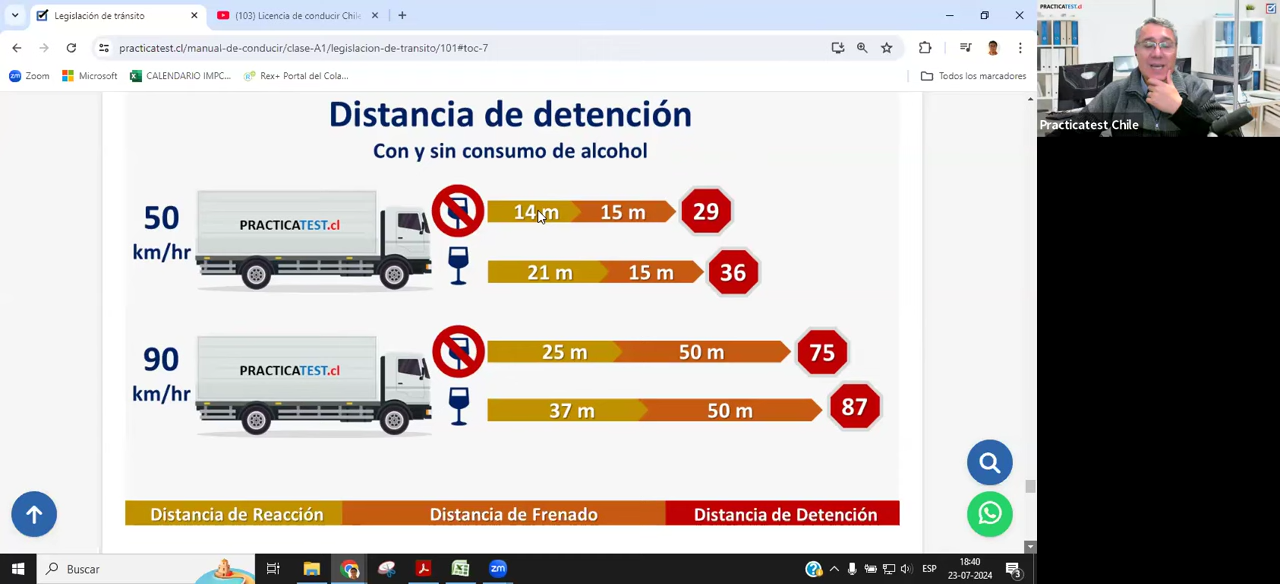 Legislación de tránsito
(103) Licencia de conducir Chile
practicatest.cl/manual-de-conducir/clase-A1/legislacion-de-transito/101#toc-7
Zoom
Microsoft
CALENDARIO IMPC...
Rex+ Portal del Cola...
Todos los marcadores
PRACTICATEST.cl
Practicatest Chile
Distancia de detención
Con y sin consumo de alcohol
50
km/hr
PRACTICATEST.cl
14 m
15 m
29
21 m
15 m
36
90
km/hr
PRACTICATEST.cl
25 m
50 m
75
37 m
50 m
87
Distancia de Reacción
Distancia de Frenado
Distancia de Detención
Buscar
ESP
18:40
23-07-2024
3